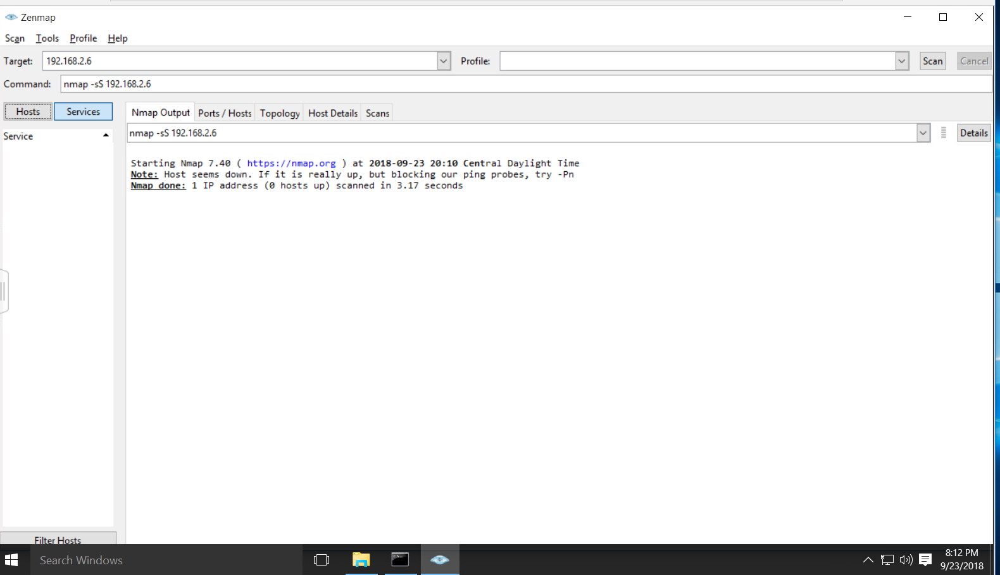 Zenmap
Scan Tools Profile Help
Target: 192.168.2.6 Profile: Scan Cancel
Command: nmap -sS 192.168.2.6
Hosts Services Nmap Output Ports / Hosts Topology Host Details Scans
Service nmap -sS 192.168.2.6 Details
Starting Nmap 7.40 ( https://nmap.org ) at 2018-09-23 20:10 Central Daylight Time
Note: Host seems down. If it is really up, but blocking our ping probes, try -Pn
Nmap done: 1 IP address (0 hosts up) scanned in 3.17 seconds
Filter Hosts
Search Windows
8:12 PM
9/23/2018